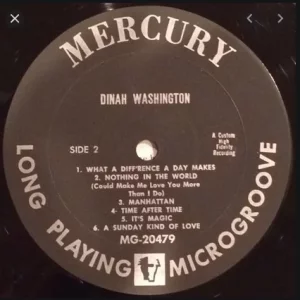 MERCURY
DINAH WASHINGTON
SIDE 2
A Custom
High
Fidelity
Recording
1. WHAT A DIFF'RENCE A DAY MAKES
2. NOTHING IN THE WORLD
(Could Make Me Love You More
Than I Do)
3. MANHATTAN
4- TIME AFTER TIME
5. IT'S MAGIC
6. A SUNDAY KIND OF LOVE
MG-20479
LONG PLAYING MICROGROOVE